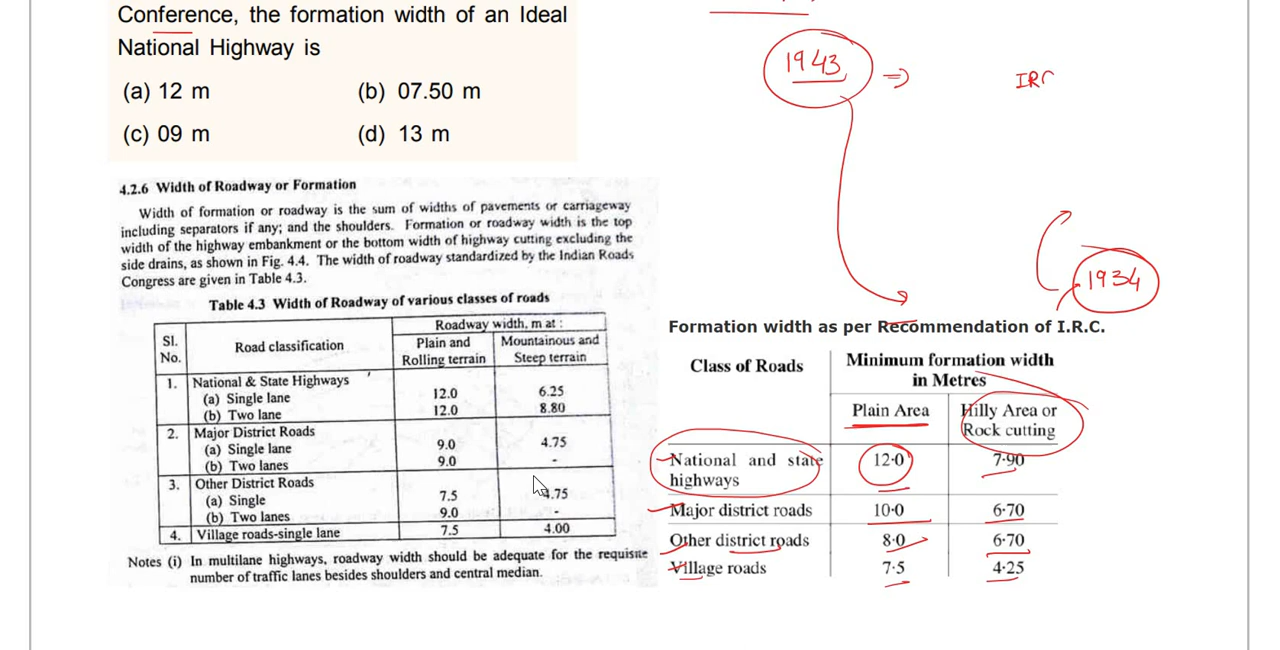 Conference, the formation width of an Ideal
National Highway is
(a) 12 m (b) 07.50 m
(c) 09 m (d) 13 m
1943 ⇒ IRC
1934
4.2.6 Width of Roadway or Formation
Width of formation or roadway is the sum of widths of pavements or carriageway
including separators if any; and the shoulders. Formation or roadway width is the top
width of the highway embankment or the bottom width of highway cutting excluding the
side drains, as shown in Fig. 4.4. The width of roadway standardized by the Indian Roads
Congress are given in Table 4.3.
Table 4.3 Width of Roadway of various classes of roads
Sl. No. Road classification Roadway width, m at :
Plain and Rolling terrain Mountainous and Steep terrain
1. National & State Highways
(a) Single lane 12.0 6.25
(b) Two lane 12.0 8.80
2. Major District Roads
(a) Single lane 9.0 4.75
(b) Two lanes 9.0 -
3. Other District Roads
(a) Single 7.5 4.75
(b) Two lanes 9.0 -
4. Village roads-single lane 7.5 4.00
Notes (i) In multilane highways, roadway width should be adequate for the requisite
number of traffic lanes besides shoulders and central median.
Formation width as per Recommendation of I.R.C.
Class of Roads Minimum formation width
in Metres
Plain Area Hilly Area or
Rock cutting
National and state 12·0 7·90
highways
Major district roads 10·0 6·70
Other district roads 8·0 6·70
Village roads 7·5 4·25